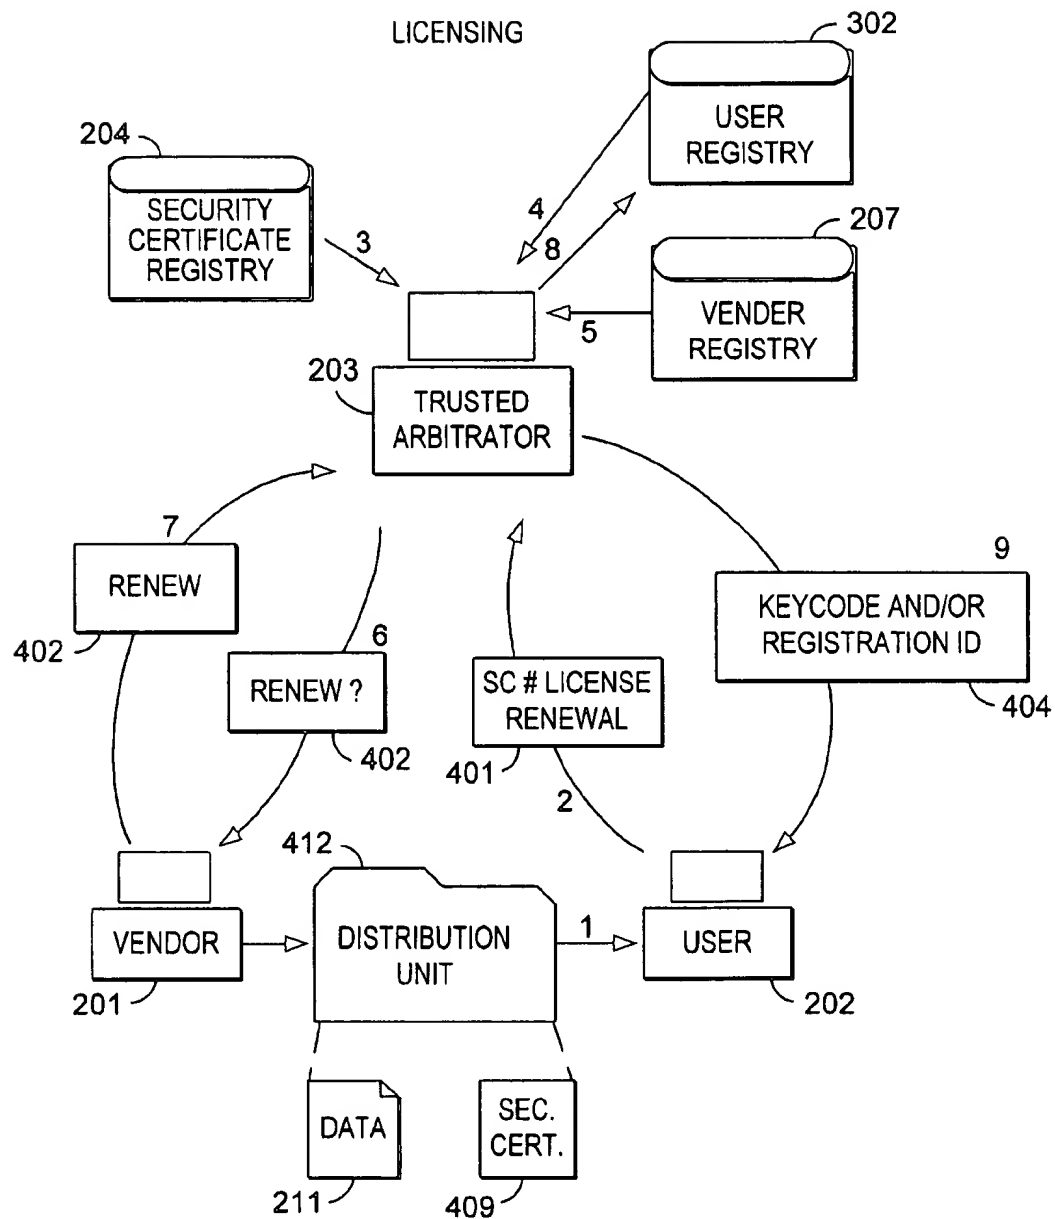 LICENSING
302
USER
REGISTRY
204
SECURITY
CERTIFICATE
REGISTRY
3
4
8
207
VENDER
REGISTRY
5
203
TRUSTED
ARBITRATOR
7
RENEW
402
6
RENEW ?
402
SC # LICENSE
RENEWAL
401
2
9
KEYCODE AND/OR
REGISTRATION ID
404
412
VENDOR
201
DISTRIBUTION
UNIT
1
USER
202
DATA
211
SEC.
CERT.
409